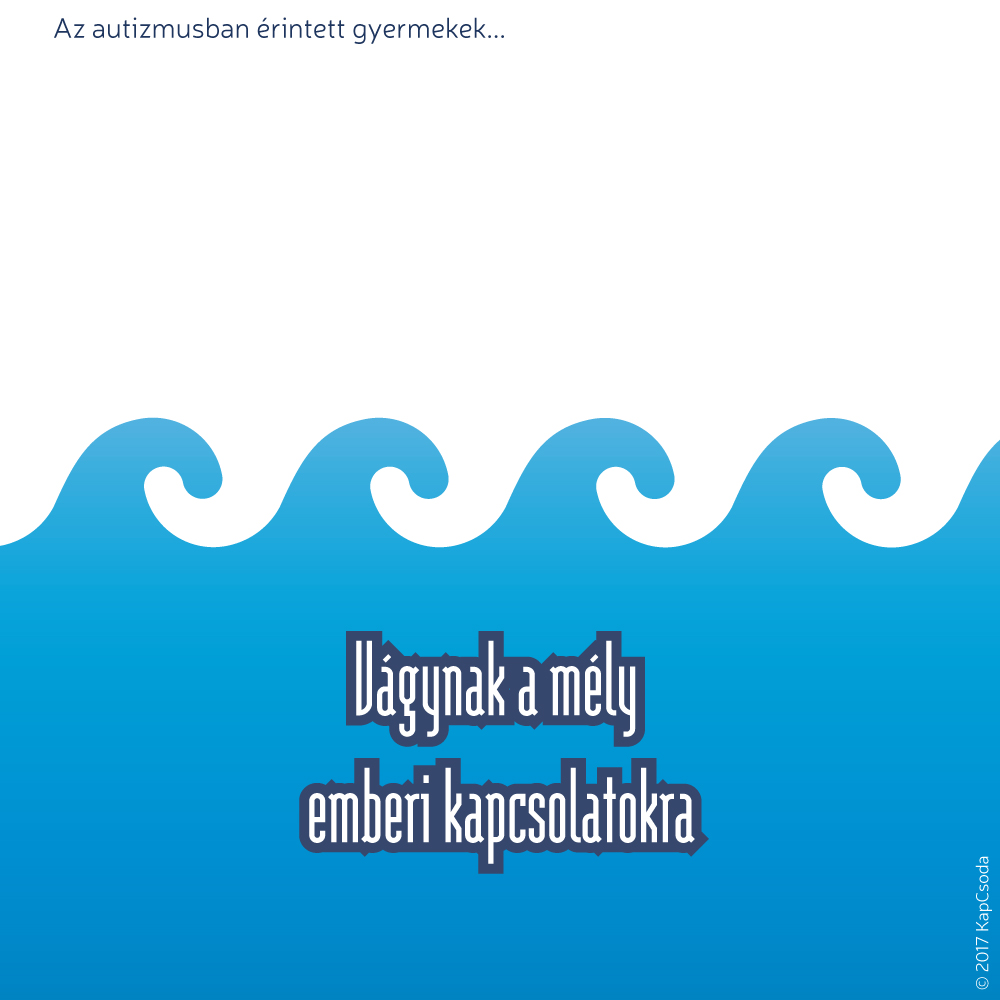 Az autizmusban érintett gyermekek...
Vágynak a mély
emberi kapcsolatokra
© 2017 KapCsoda